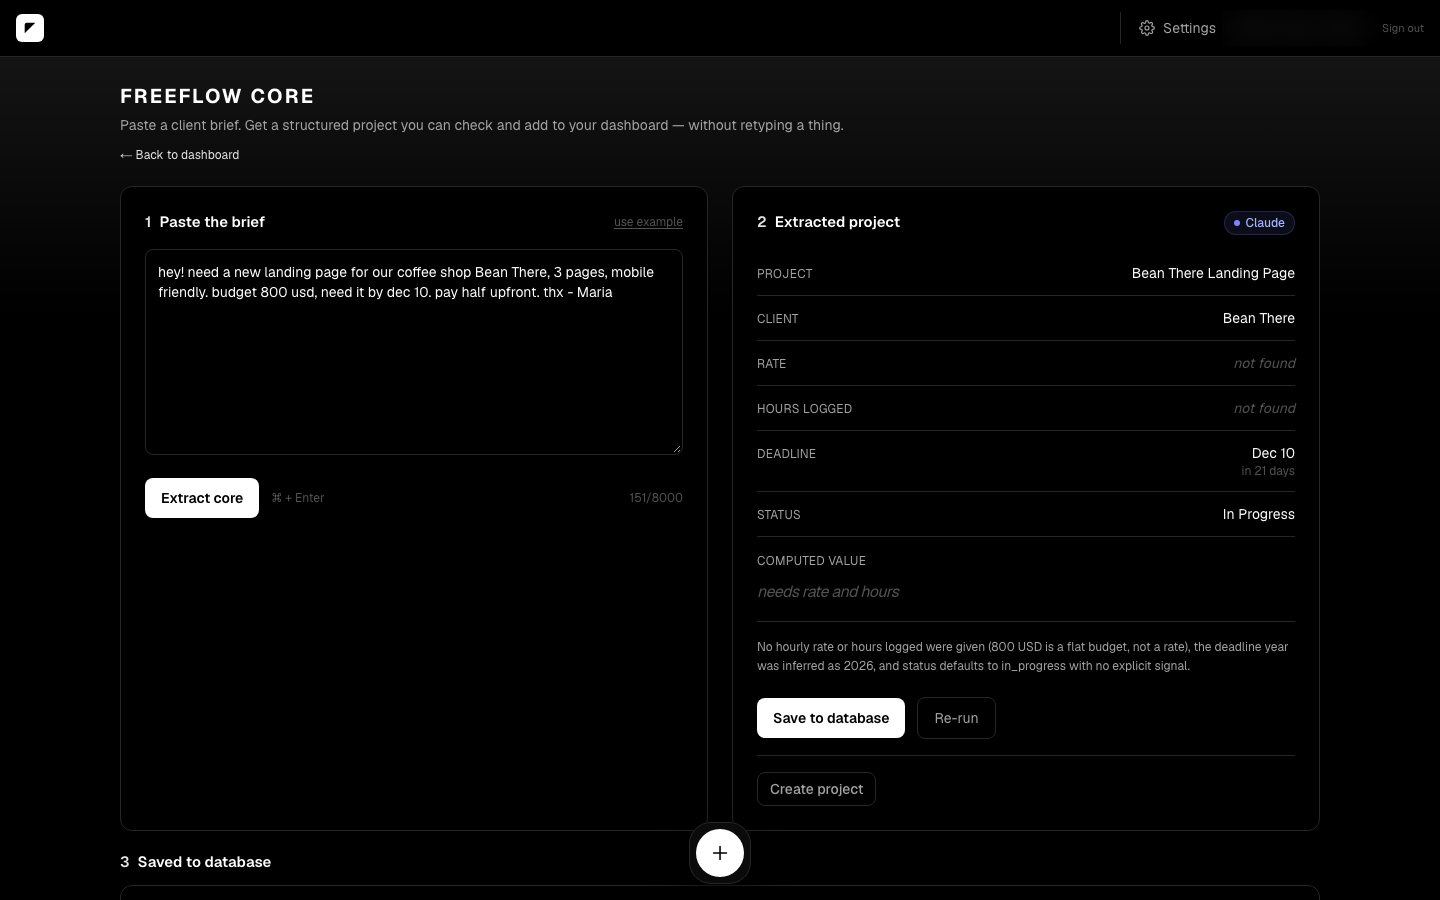 Settings
Sign out
FREEFLOW CORE
Paste a client brief. Get a structured project you can check and add to your dashboard — without retyping a thing.
← Back to dashboard
1 Paste the brief
use example
hey! need a new landing page for our coffee shop Bean There, 3 pages, mobile
friendly. budget 800 usd, need it by dec 10. pay half upfront. thx - Maria
Extract core
⌘ + Enter
151/8000
2 Extracted project
Claude
PROJECT
Bean There Landing Page
CLIENT
Bean There
RATE
not found
HOURS LOGGED
not found
DEADLINE
Dec 10
in 21 days
STATUS
In Progress
COMPUTED VALUE
needs rate and hours
No hourly rate or hours logged were given (800 USD is a flat budget, not a rate), the deadline year
was inferred as 2026, and status defaults to in_progress with no explicit signal.
Save to database
Re-run
Create project
3 Saved to database